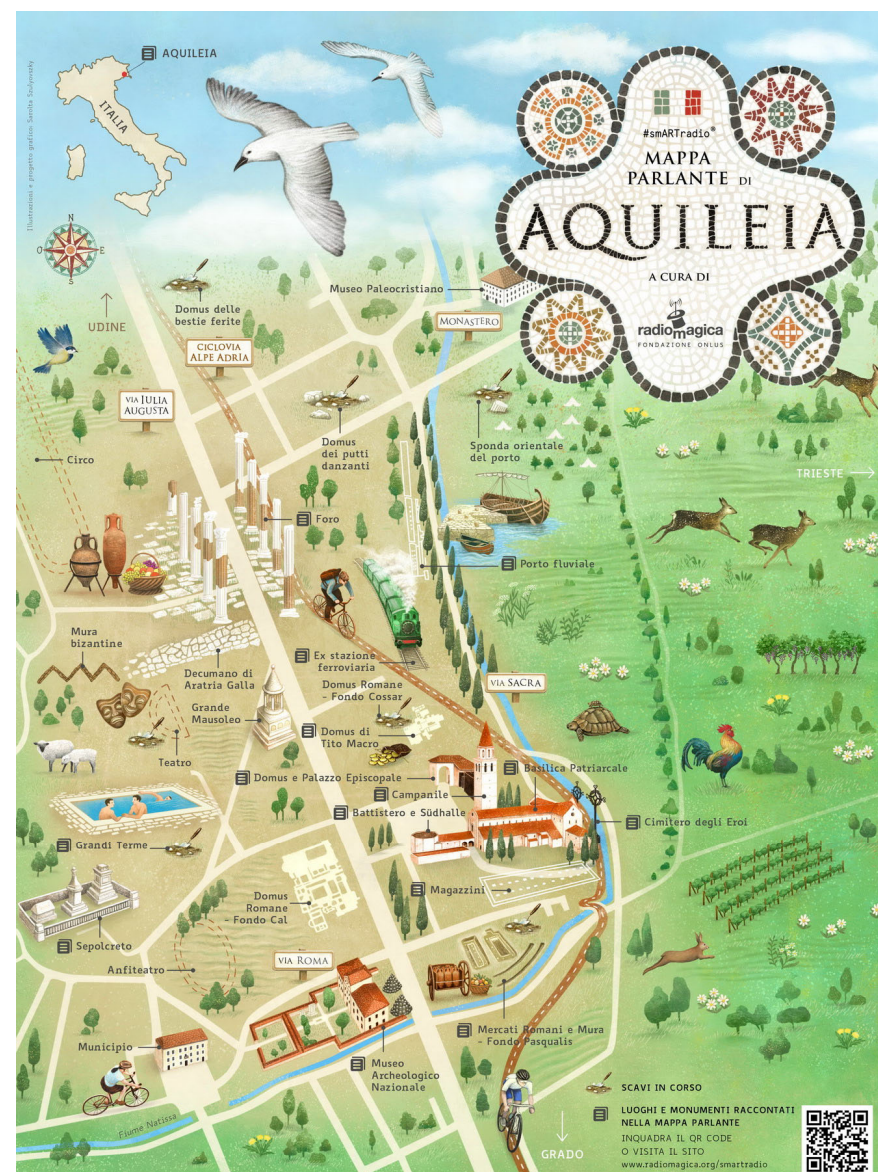 AQUILEIA
ITALIA
Illustrazioni e progetto grafico: Sarolta Szulyovszky
N
O
E
S
UDINE
#smARTradio®
MAPPA
PARLANTE DI
AQUILEIA
A CURA DI
radiomagica
FONDAZIONE ONLUS
Museo Paleocristiano
Domus delle
bestie ferite
MONASTERO
CICLOVIA
ALPE ADRIA
VIA IULIA
AUGUSTA
Domus
dei putti
danzanti
Sponda orientale
del porto
Circo
TRIESTE
Foro
Porto fluviale
Mura
bizantine
Decumano di
Aratria Galla
Ex stazione
ferroviaria
Domus Romane
- Fondo Cossar
VIA SACRA
Grande
Mausoleo
Domus di
Tito Macro
Teatro
Domus e Palazzo Episcopale
Basilica Patriarcale
Campanile
Battistero e Südhalle
Cimitero degli Eroi
Grandi Terme
Magazzini
Domus
Romane
- Fondo Cal
Sepolcreto
Anfiteatro
VIA ROMA
Mercati Romani e Mura
- Fondo Pasqualis
Municipio
Museo
Archeologico
Nazionale
Fiume Natissa
GRADO
SCAVI IN CORSO
LUOGHI E MONUMENTI RACCONTATI
NELLA MAPPA PARLANTE
INQUADRA IL QR CODE
O VISITA IL SITO
www.radiomagica.org/smartradio